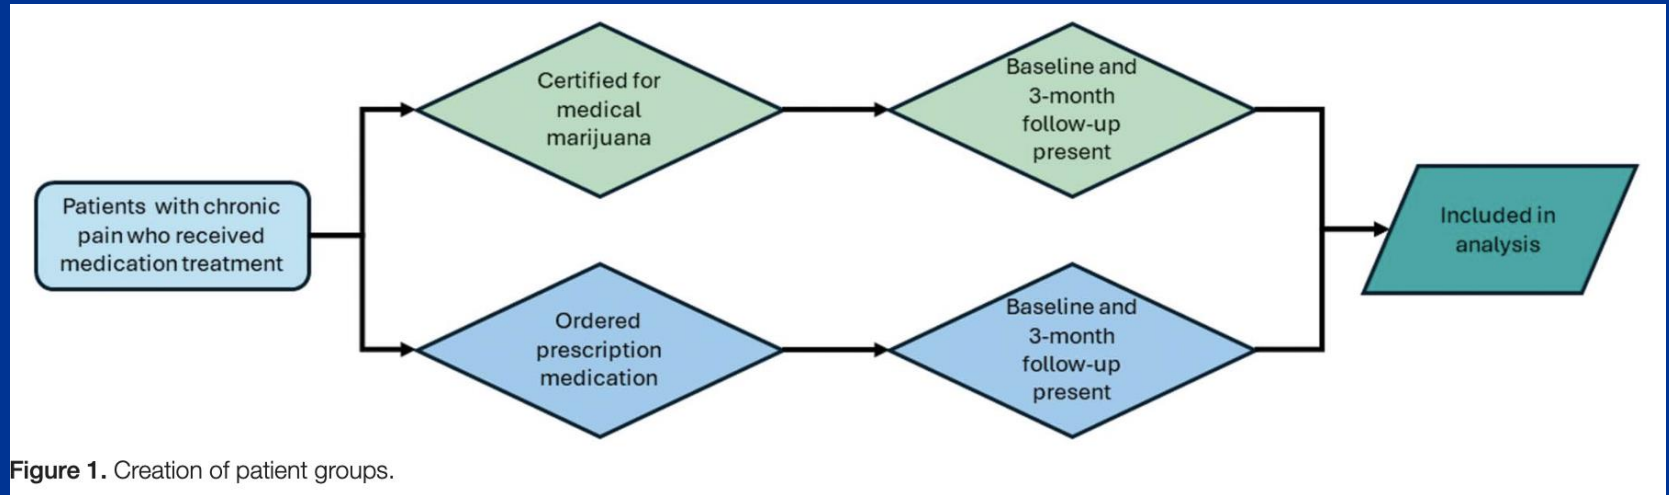 Patients with chronic
pain who received
medication treatment
Certified for
medical
marijuana
Baseline and
3-month
follow-up
present
Ordered
prescription
medication
Baseline and
3-month
follow-up
present
Included in
analysis
Figure 1. Creation of patient groups.